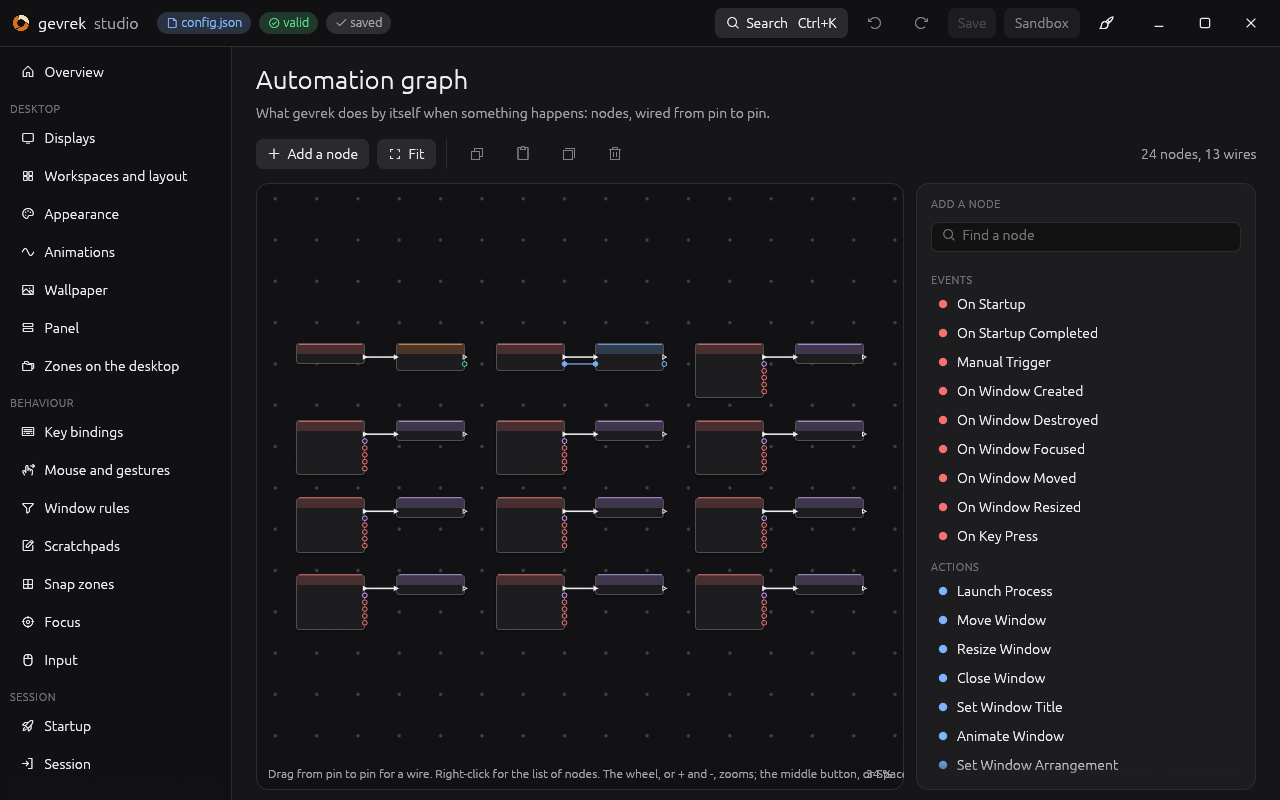 gevrek studio
config.json
valid
saved
Search Ctrl+K
Save
Sandbox
Overview
DESKTOP
Displays
Workspaces and layout
Appearance
Animations
Wallpaper
Panel
Zones on the desktop
BEHAVIOUR
Key bindings
Mouse and gestures
Window rules
Scratchpads
Snap zones
Focus
Input
SESSION
Startup
Session
Automation graph
What gevrek does by itself when something happens: nodes, wired from pin to pin.
Add a node
Fit
24 nodes, 13 wires
Drag from pin to pin for a wire. Right-click for the list of nodes. The wheel, or + and -, zooms; the middle button, or Space
ADD A NODE
Find a node
EVENTS
On Startup
On Startup Completed
Manual Trigger
On Window Created
On Window Destroyed
On Window Focused
On Window Moved
On Window Resized
On Key Press
ACTIONS
Launch Process
Move Window
Resize Window
Close Window
Set Window Title
Animate Window
Set Window Arrangement